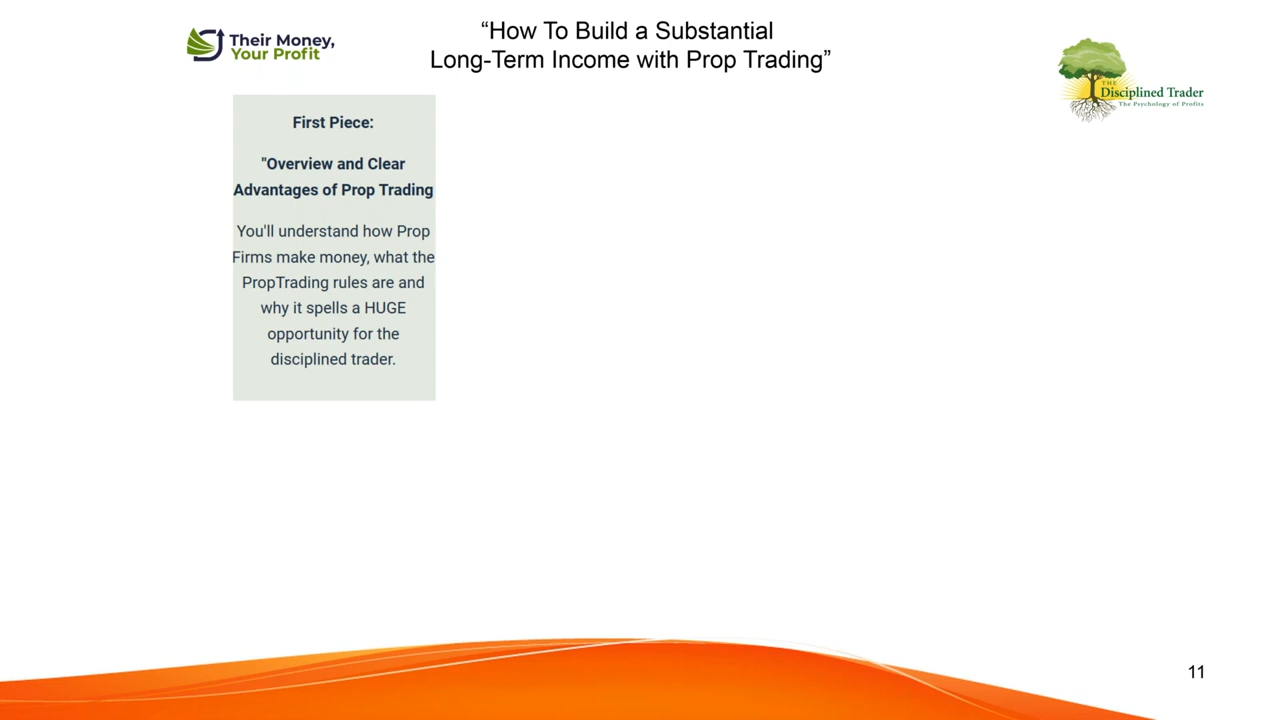 Their Money,
Your Profit
“How To Build a Substantial
Long-Term Income with Prop Trading”
THE
Disciplined Trader
The Psychology of Profits
First Piece:
"Overview and Clear
Advantages of Prop Trading
You'll understand how Prop
Firms make money, what the
PropTrading rules are and
why it spells a HUGE
opportunity for the
disciplined trader.
11